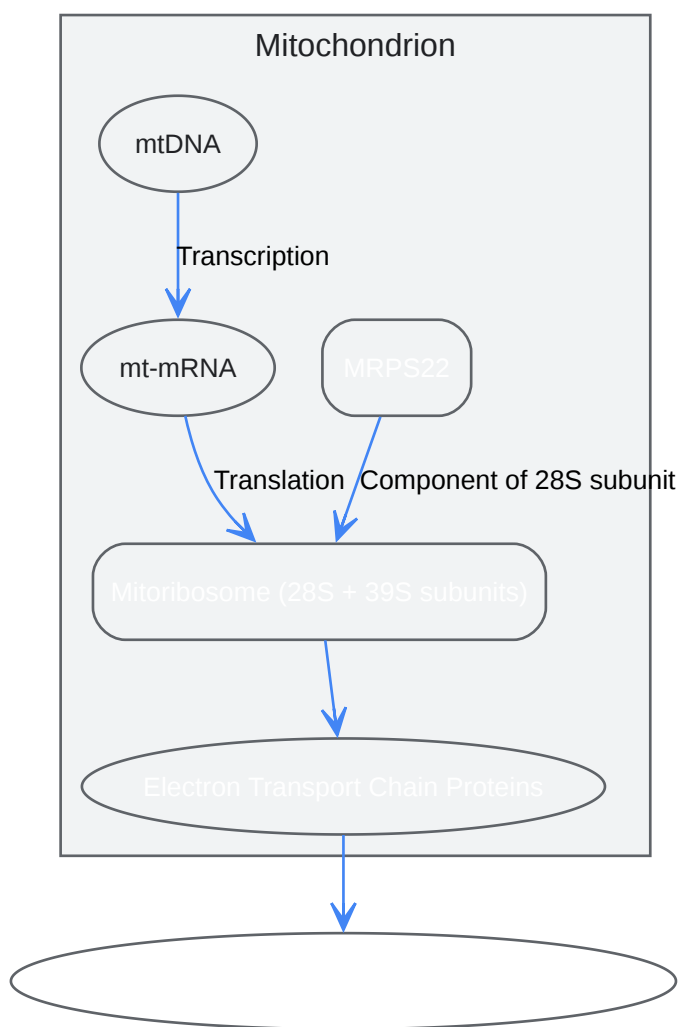 Mitochondrion
mtDNA
Transcription
mt-mRNA
MRPS22
Translation
Component of 28S subunit
Mitoribosome (28S + 39S subunits)
Electron Transport Chain Proteins